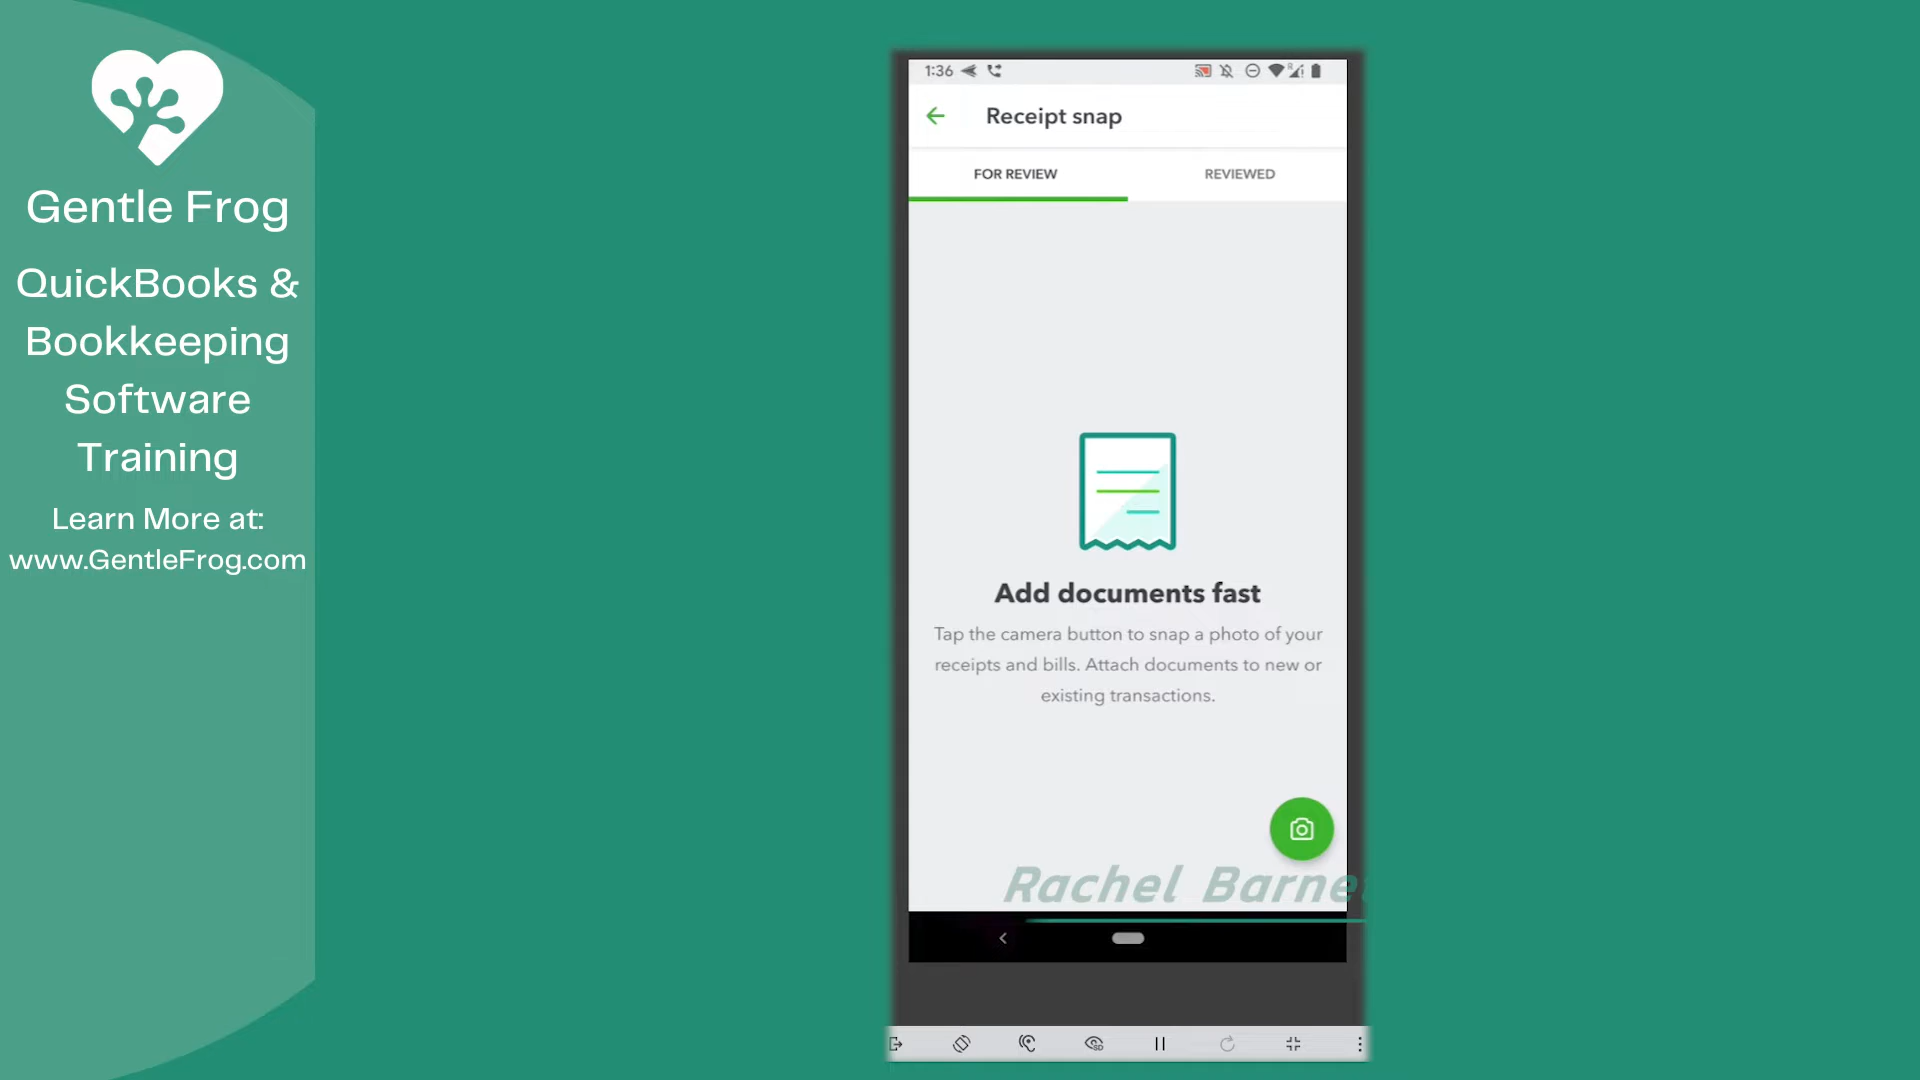 Gentle Frog
QuickBooks &
Bookkeeping
Software
Training
Learn More at:
www.GentleFrog.com
1:36
Receipt snap
FOR REVIEW
REVIEWED
Add documents fast
Tap the camera button to snap a photo of your
receipts and bills. Attach documents to new or
existing transactions.
Rachel